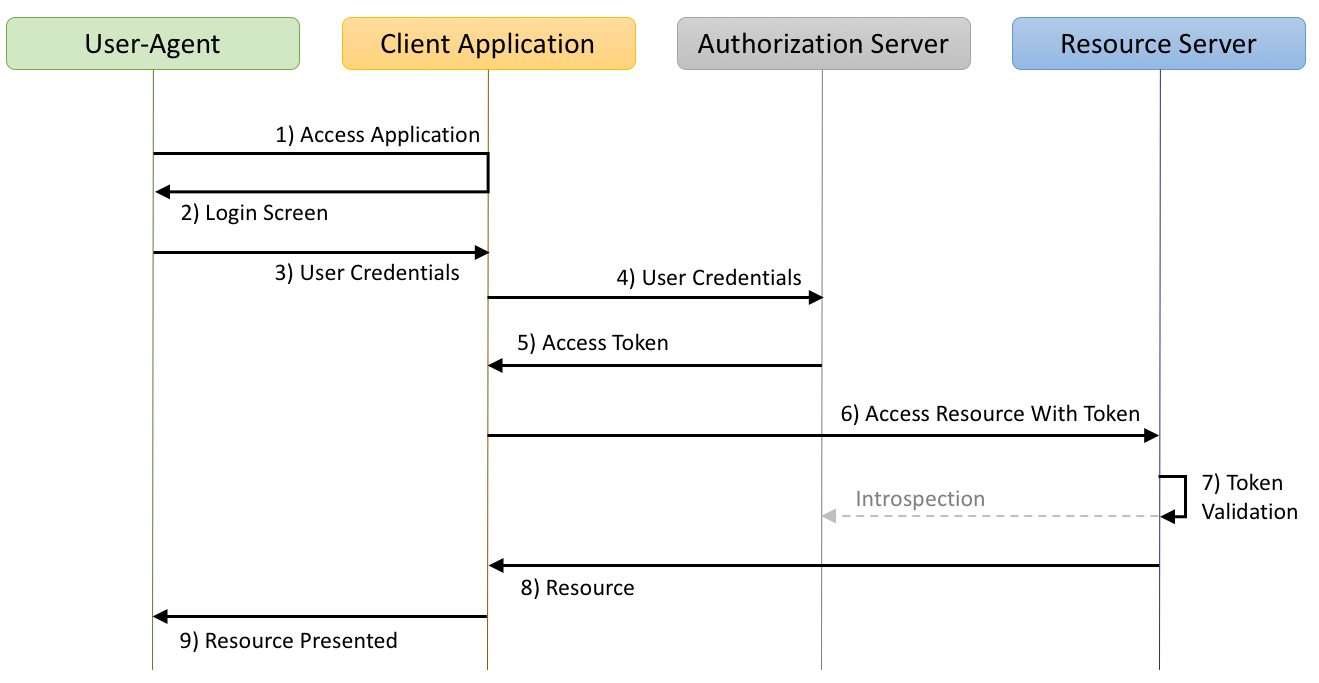 User-Agent
Client Application
Authorization Server
Resource Server
1) Access Application
2) Login Screen
3) User Credentials
4) User Credentials
5) Access Token
6) Access Resource With Token
7) Token
Validation
Introspection
8) Resource
9) Resource Presented